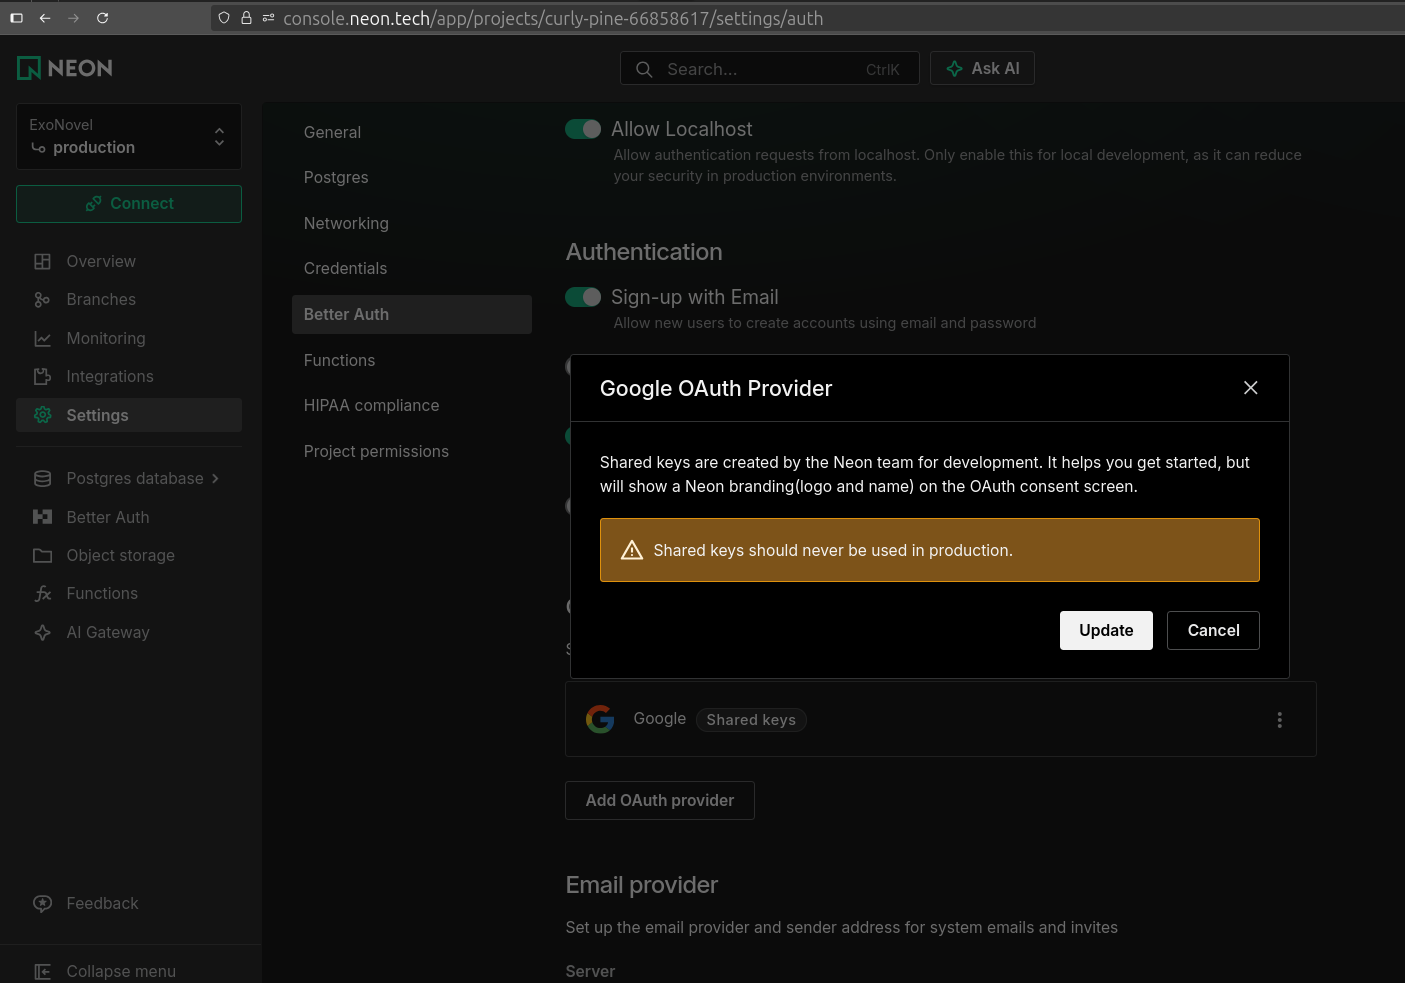 console.neon.tech/app/projects/curly-pine-66858617/settings/auth
NEON
Search...
CtrlK
Ask AI
ExoNovel
production
Connect
Overview
Branches
Monitoring
Integrations
Settings
Postgres database
Better Auth
Object storage
Functions
AI Gateway
Feedback
Collapse menu
General
Postgres
Networking
Credentials
Better Auth
Functions
HIPAA compliance
Project permissions
Allow Localhost
Allow authentication requests from localhost. Only enable this for local development, as it can reduce
your security in production environments.
Authentication
Sign-up with Email
Allow new users to create accounts using email and password
Google OAuth Provider
Shared keys are created by the Neon team for development. It helps you get started, but
will show a Neon branding(logo and name) on the OAuth consent screen.
Shared keys should never be used in production.
Update
Cancel
Google
Shared keys
Add OAuth provider
Email provider
Set up the email provider and sender address for system emails and invites
Server